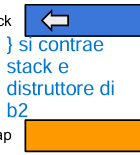 ck
} si contrae
stack e
distruttore di
b2
ap